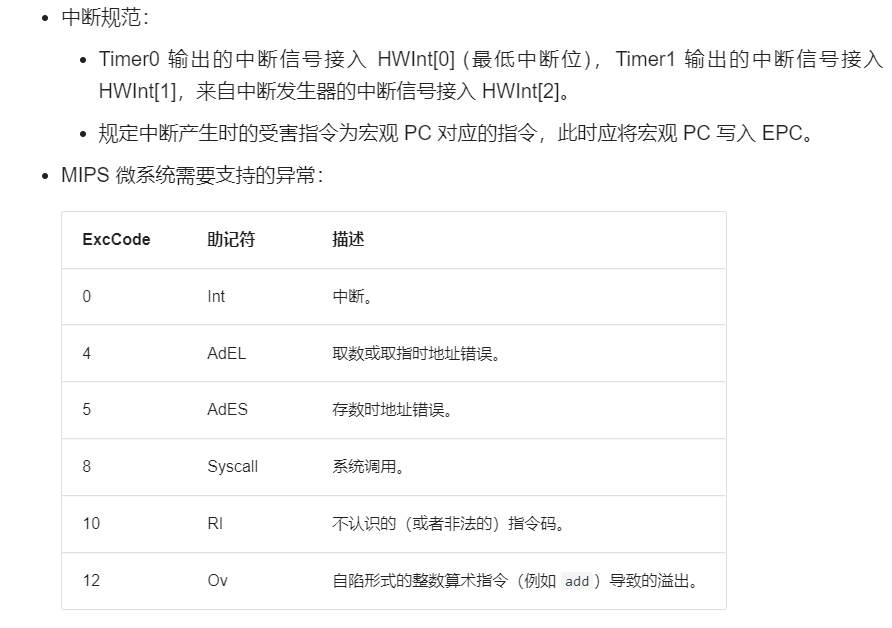 中断规范：
Timer0 输出的中断信号接入 HWInt[0] (最低中断位)，Timer1 输出的中断信号接入
HWInt[1]，来自中断发生器的中断信号接入 HWInt[2]。
规定中断产生时的受害指令为宏观 PC 对应的指令，此时应将宏观 PC 写入 EPC。
MIPS 微系统需要支持的异常：
ExcCode 助记符 描述
0 Int 中断。
4 AdEL 取数或取指时地址错误。
5 AdES 存数时地址错误。
8 Syscall 系统调用。
10 RI 不认识的（或者非法的）指令码。
12 Ov 自陷形式的整数算术指令（例如 add ）导致的溢出。